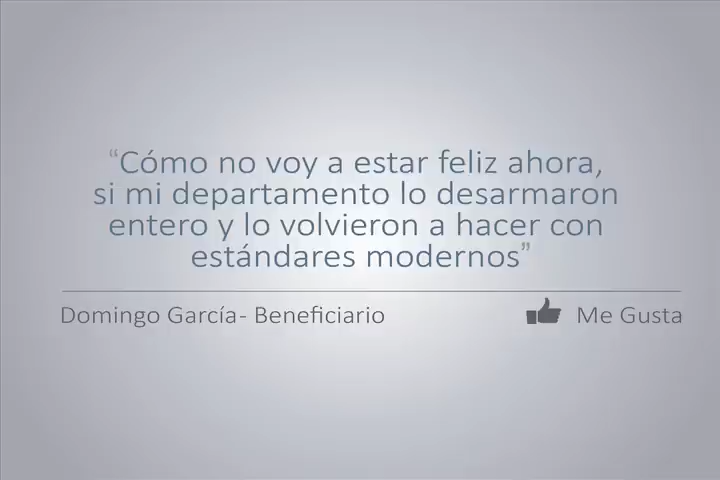 “Cómo no voy a estar feliz ahora,
si mi departamento lo desarmaron
entero y lo volvieron a hacer con
estándares modernos”
Domingo García- Beneficiario
Me Gusta